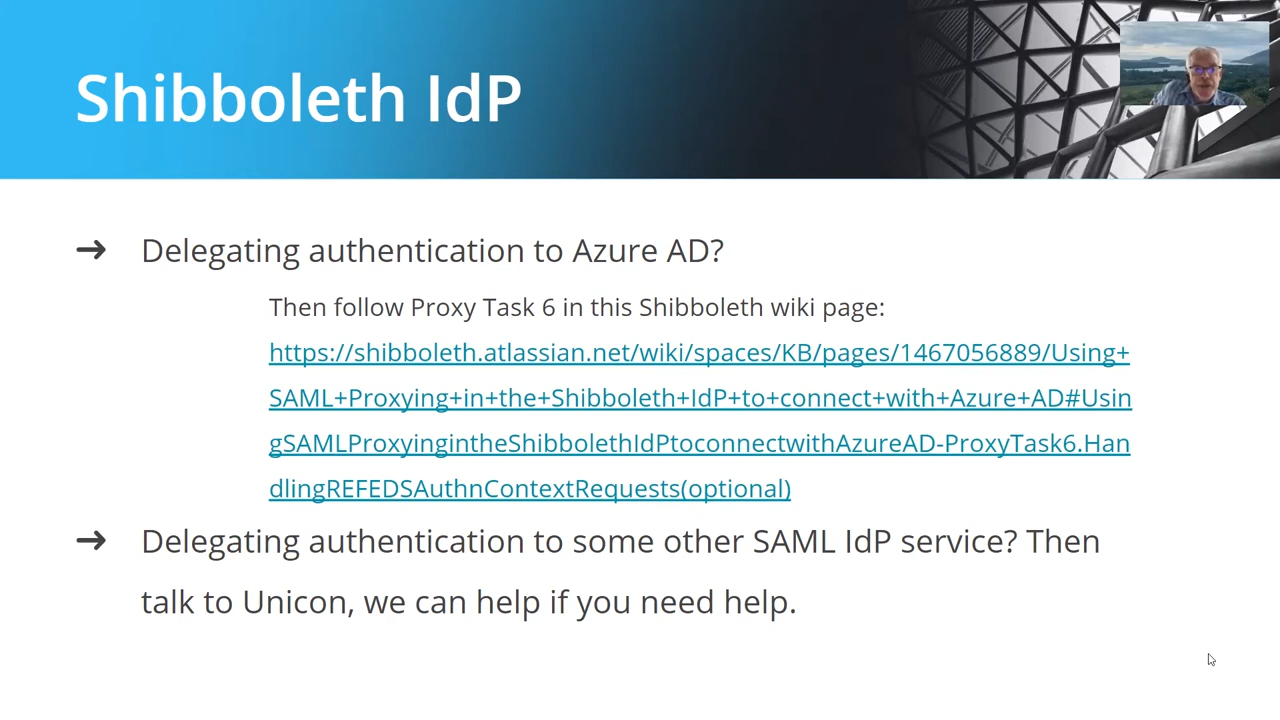 Shibboleth IdP
➔ Delegating authentication to Azure AD?
Then follow Proxy Task 6 in this Shibboleth wiki page:
https://shibboleth.atlassian.net/wiki/spaces/KB/pages/1467056889/Using+
SAML+Proxying+in+the+Shibboleth+IdP+to+connect+with+Azure+AD#Usin
gSAMLProxyingintheShibbolethIdPtoconnectwithAzureAD-ProxyTask6.Han
dlingREFEDSAuthnContextRequests(optional)
➔ Delegating authentication to some other SAML IdP service? Then
talk to Unicon, we can help if you need help.